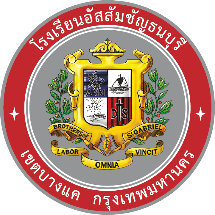 โรงเรียนอัสสัมชัญธนบุรี
BROTHERS OF ST.GABRIEL
LABOR OMNIA VINCIT
เขตบางแค กรุงเทพมหานคร